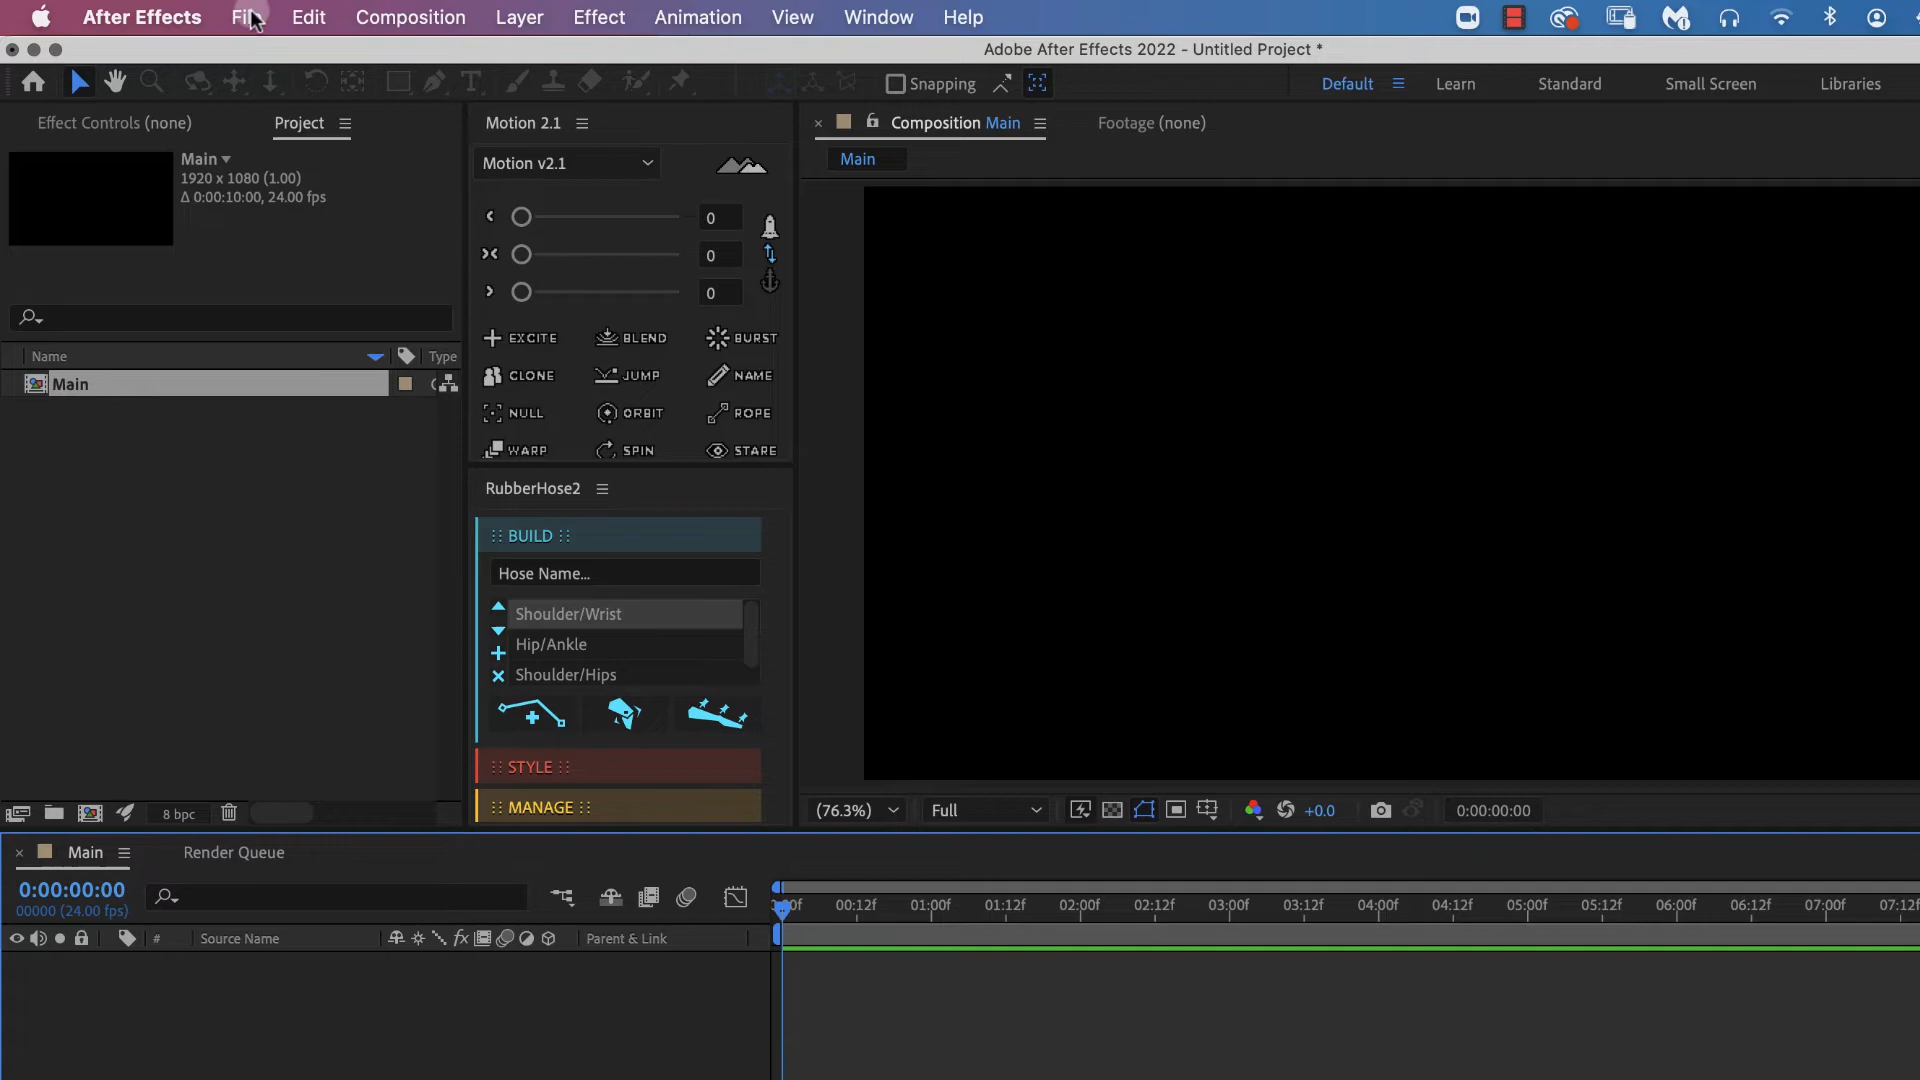 After Effects Fil Edit Composition Layer Effect Animation View Window Help
Adobe After Effects 2022 - Untitled Project *
Snapping Default Learn Standard Small Screen Libraries
Effect Controls (none) Project
Main
1920 x 1080 (1.00)
Δ 0:00:10:00, 24.00 fps
Name Type
Main
8 bpc
Motion 2.1
Motion v2.1
0
0
0
EXCITE BLEND BURST
CLONE JUMP NAME
NULL ORBIT ROPE
WARP SPIN STARE
RubberHose2
:: BUILD ::
Hose Name...
Shoulder/Wrist
Hip/Ankle
Shoulder/Hips
:: STYLE ::
:: MANAGE ::
Composition Main Footage (none)
Main
(76.3%) Full +0.0 0:00:00:00
Main Render Queue
0:00:00:00
00000 (24.00 fps)
00:12f 01:00f 01:12f 02:00f 02:12f 03:00f 03:12f 04:00f 04:12f 05:00f 05:12f 06:00f 06:12f 07:00f 07:12
# Source Name fx Parent & Link